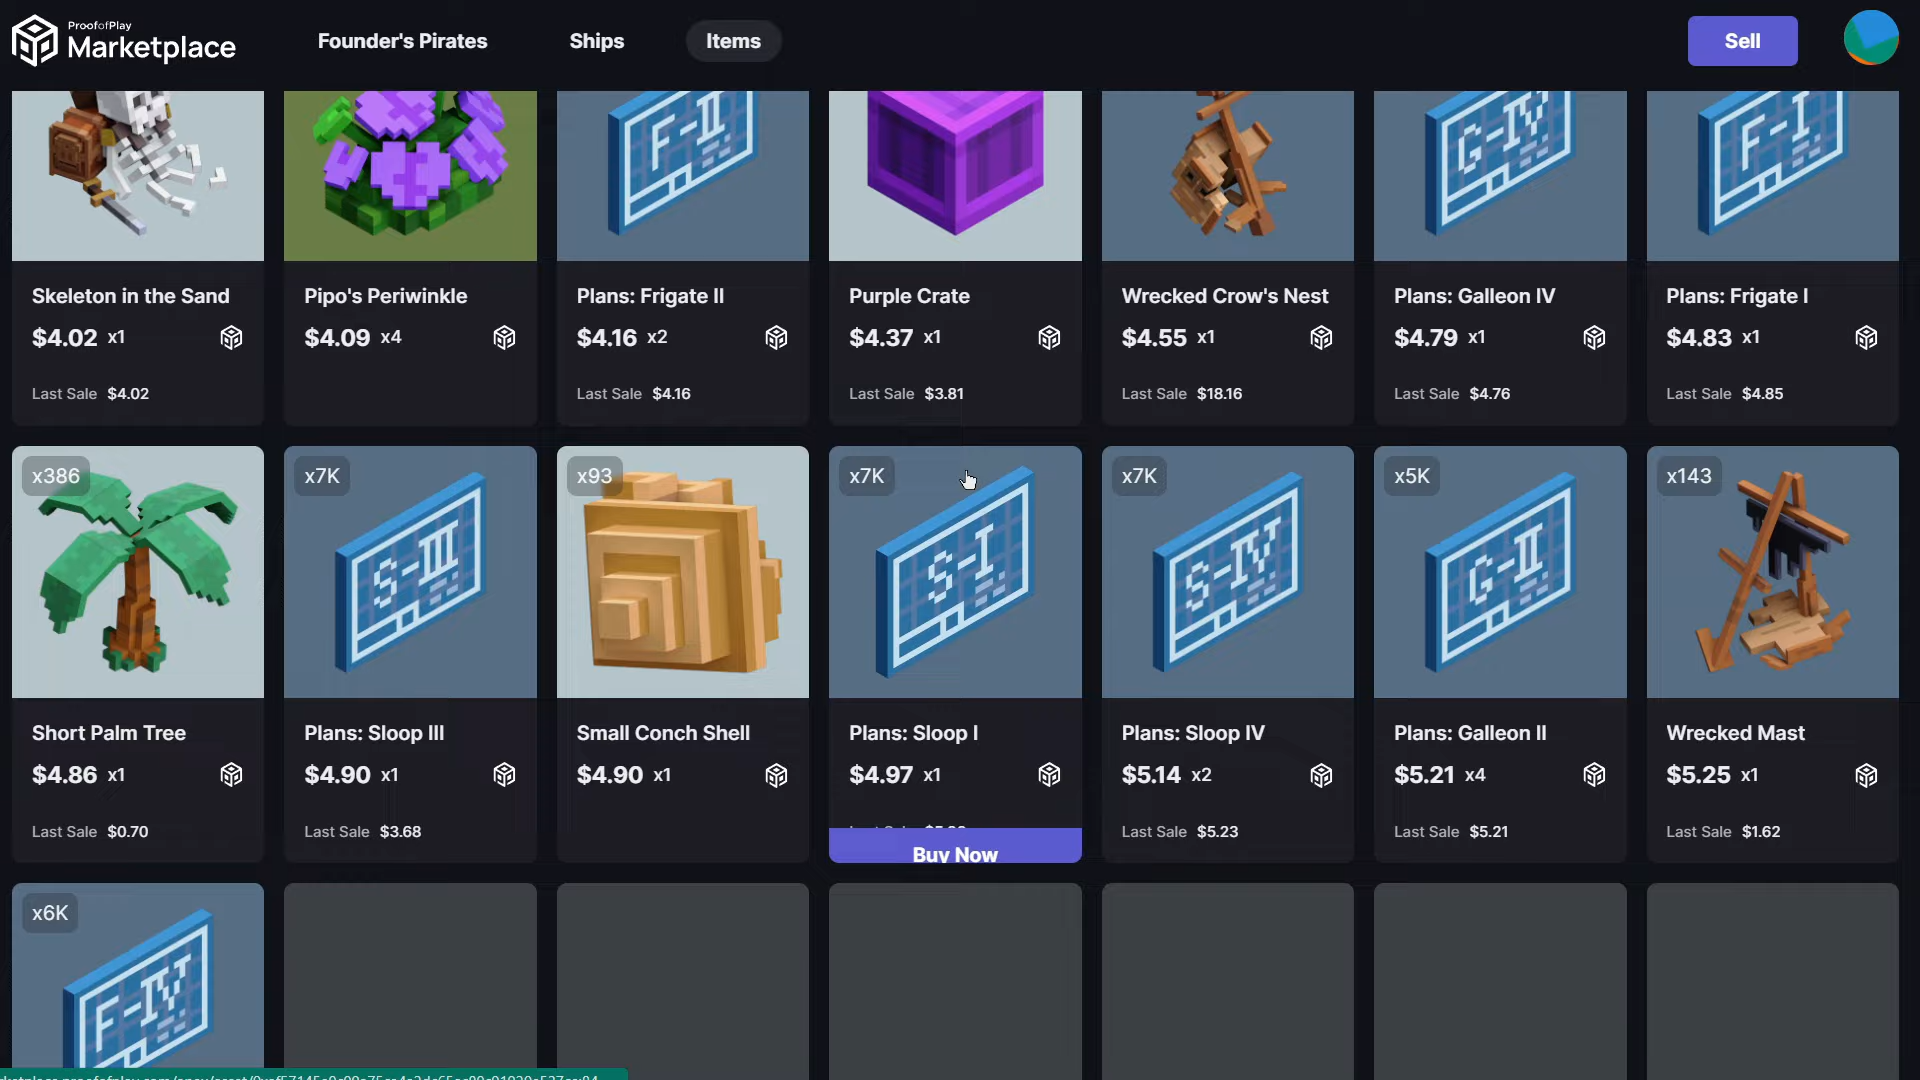 ProofofPlay
Marketplace
Founder's Pirates
Ships
Items
Sell
F-II
G-IV
F-I
Skeleton in the Sand
$4.02 x1
Last Sale $4.02
Pipo's Periwinkle
$4.09 x4
Plans: Frigate II
$4.16 x2
Last Sale $4.16
Purple Crate
$4.37 x1
Last Sale $3.81
Wrecked Crow's Nest
$4.55 x1
Last Sale $18.16
Plans: Galleon IV
$4.79 x1
Last Sale $4.76
Plans: Frigate I
$4.83 x1
Last Sale $4.85
x386
Short Palm Tree
$4.86 x1
Last Sale $0.70
x7K
S-III
Plans: Sloop III
$4.90 x1
Last Sale $3.68
x93
Small Conch Shell
$4.90 x1
x7K
S-I
Plans: Sloop I
$4.97 x1
Buy Now
x7K
S-IV
Plans: Sloop IV
$5.14 x2
Last Sale $5.23
x5K
G-II
Plans: Galleon II
$5.21 x4
Last Sale $5.21
x143
Wrecked Mast
$5.25 x1
Last Sale $1.62
x6K
F-IV